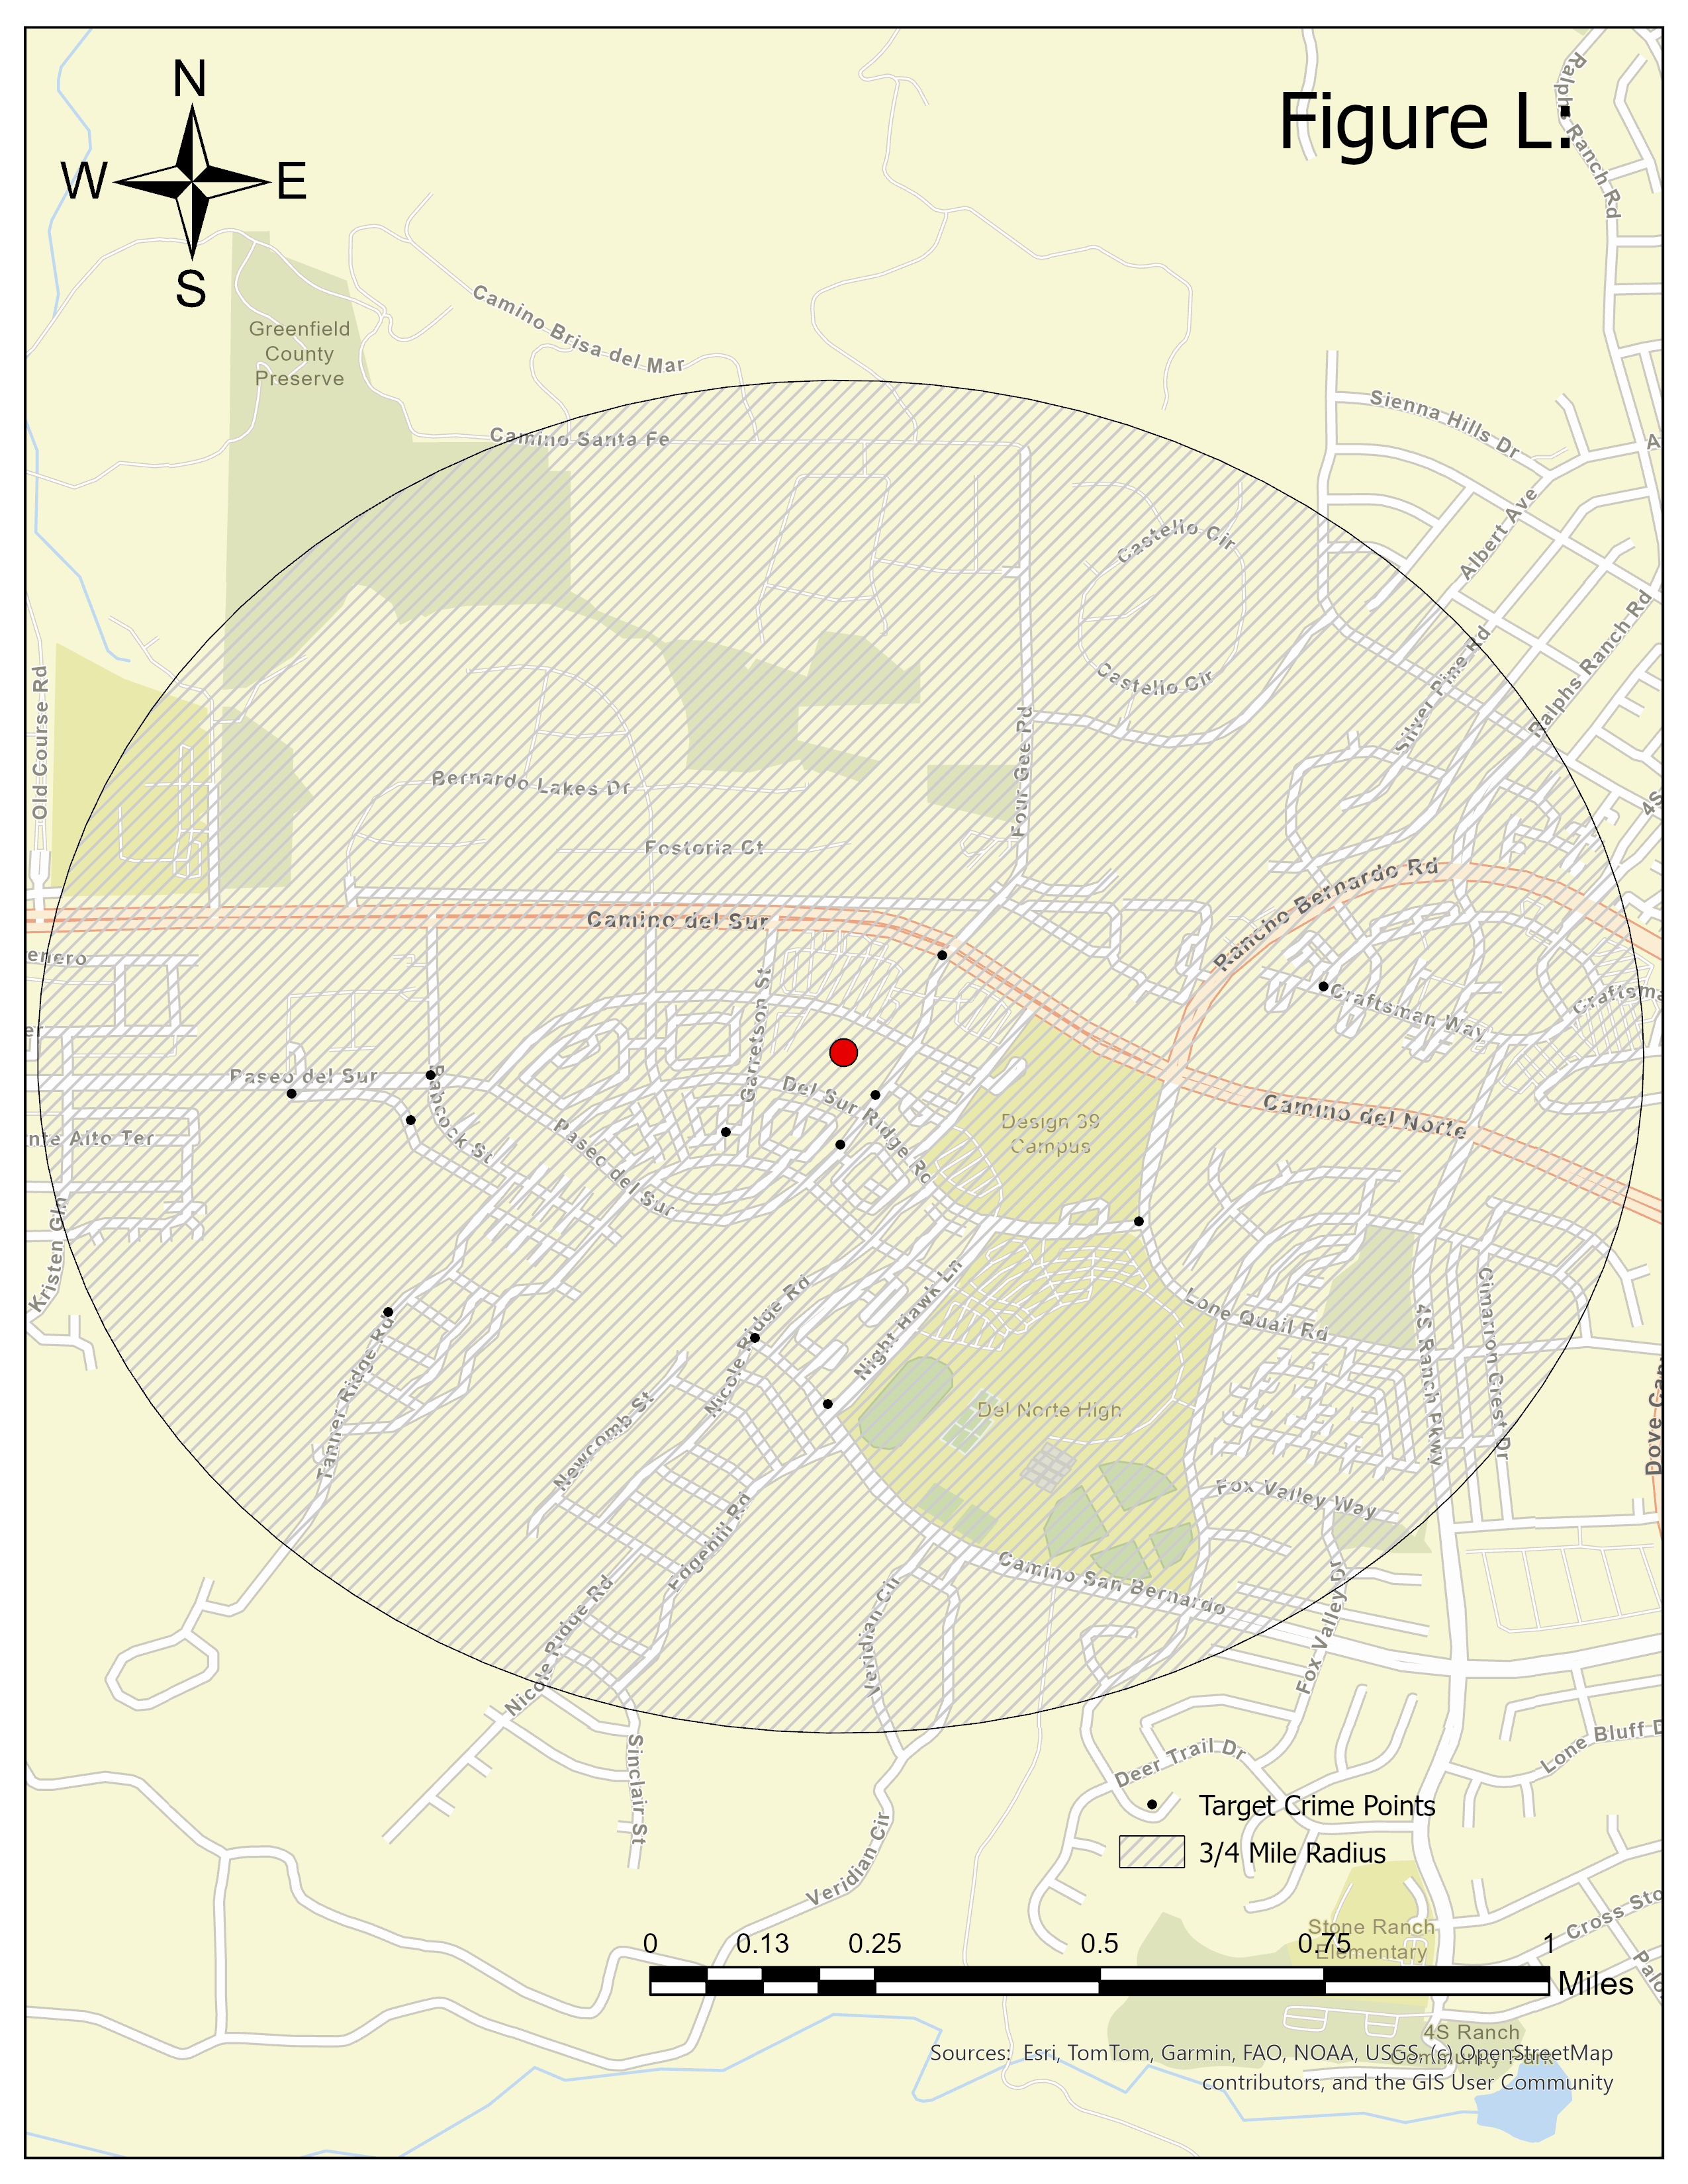 N
W
E
S
Figure L:
Ralphs Ranch Rd
Greenfield
County
Preserve
Camino Brisa del Mar
Camino Santa Fe
Sienna Hills Dr
Albert Ave
Castello Cir
Castello Cir
Silver Pine Rd
Ralphs Ranch Rd
Old Course Rd
Four Gee Rd
Bernardo Lakes Dr
Fostoria Ct
4S
Rancho Bernardo Rd
Camino del Sur
enero
Craftsman Way
Craftsma
er
Garretson St
Paseo del Sur
Babcock St
Del Sur Ridge Rd
Design 39
Campus
Camino del Norte
nte Alto Ter
Paseo del Sur
Kristen Gln
Night Hawk Ln
Nicole Ridge Rd
Lone Quail Rd
4S Ranch Pkwy
Cimarron Crest Dr
Tanner Ridge Rd
Newcomb St
Del Norte High
Dove Can
Fox Valley Way
Edgehill Rd
Camino San Bernardo
Nicole Ridge Rd
Veridian Cir
Fox Valley Dr
Sinclair St
Deer Trail Dr
Lone Bluff D
Target Crime Points
3/4 Mile Radius
Veridian Cir
Stone Ranch
Elementary
Cross Sto
Palo
0 0.13 0.25 0.5 0.75 1
Miles
4S Ranch
Community Park
Sources: Esri, TomTom, Garmin, FAO, NOAA, USGS, (c) OpenStreetMap
contributors, and the GIS User Community